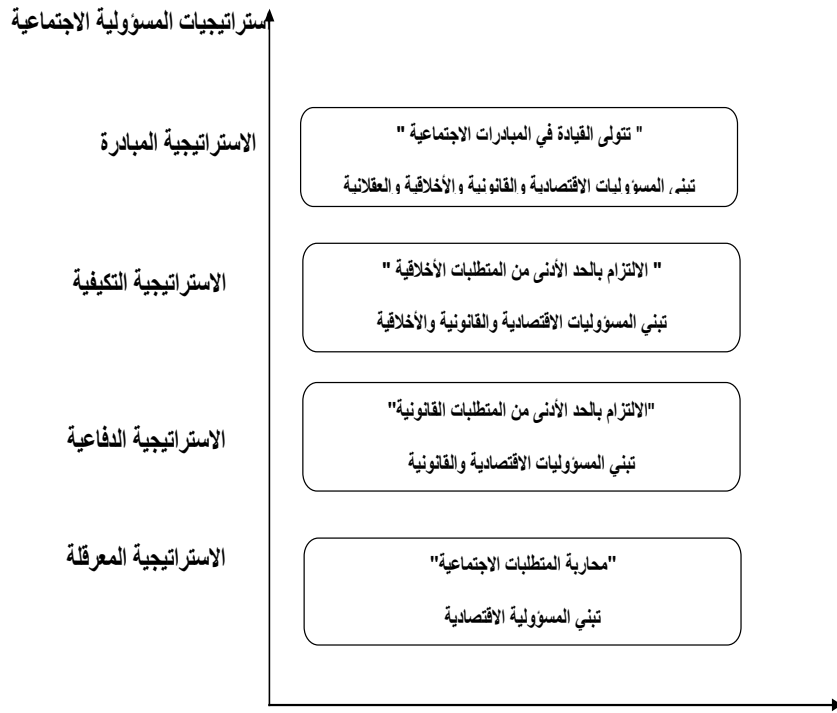 ستراتيجيات المسؤولية الاجتماعية
الاستراتيجية المبادرة
" تتولى القيادة في المبادرات الاجتماعية "
تبني المسؤوليات الاقتصادية والقانونية والأخلاقية والعقلانية
الاستراتيجية التكيفية
" الالتزام بالحد الأدنى من المتطلبات الأخلاقية "
تبني المسؤوليات الاقتصادية والقانونية والأخلاقية
الاستراتيجية الدفاعية
"الالتزام بالحد الأدنى من المتطلبات القانونية"
تبني المسؤوليات الاقتصادية والقانونية
الاستراتيجية المعرقلة
"محاربة المتطلبات الاجتماعية"
تبني المسؤولية الاقتصادية